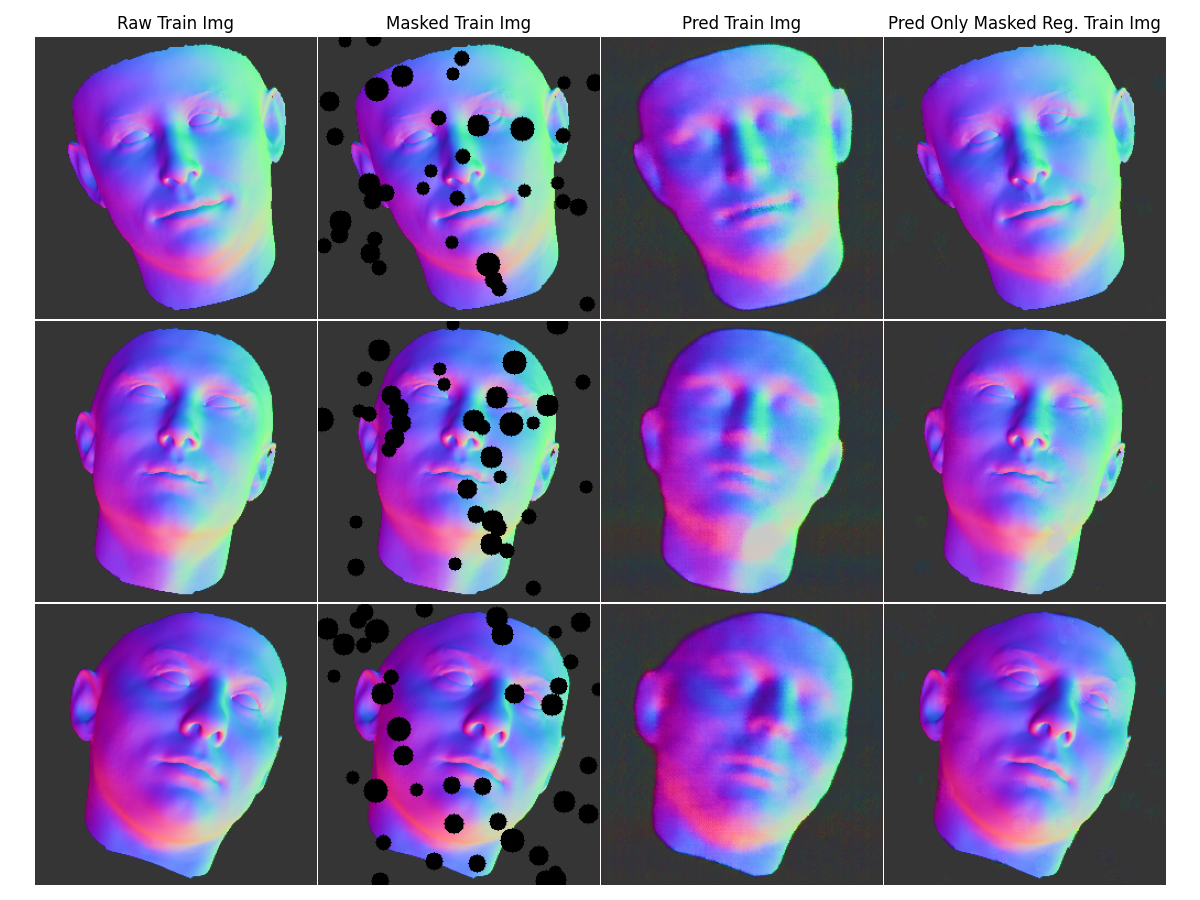 Raw Train Img
Masked Train Img
Pred Train Img
Pred Only Masked Reg. Train Img